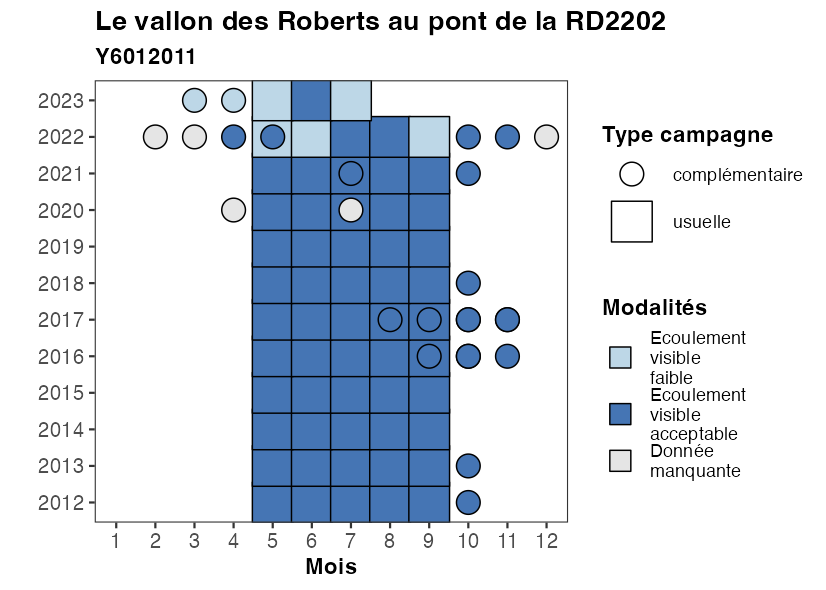 Le vallon des Roberts au pont de la RD2202
Y6012011
2023
2022
2021
2020
2019
2018
2017
2016
2015
2014
2013
2012
1 2 3 4 5 6 7 8 9 10 11 12
Mois
Type campagne
complémentaire
usuelle
Modalités
Ecoulement
visible
faible
Ecoulement
visible
acceptable
Donnée
manquante